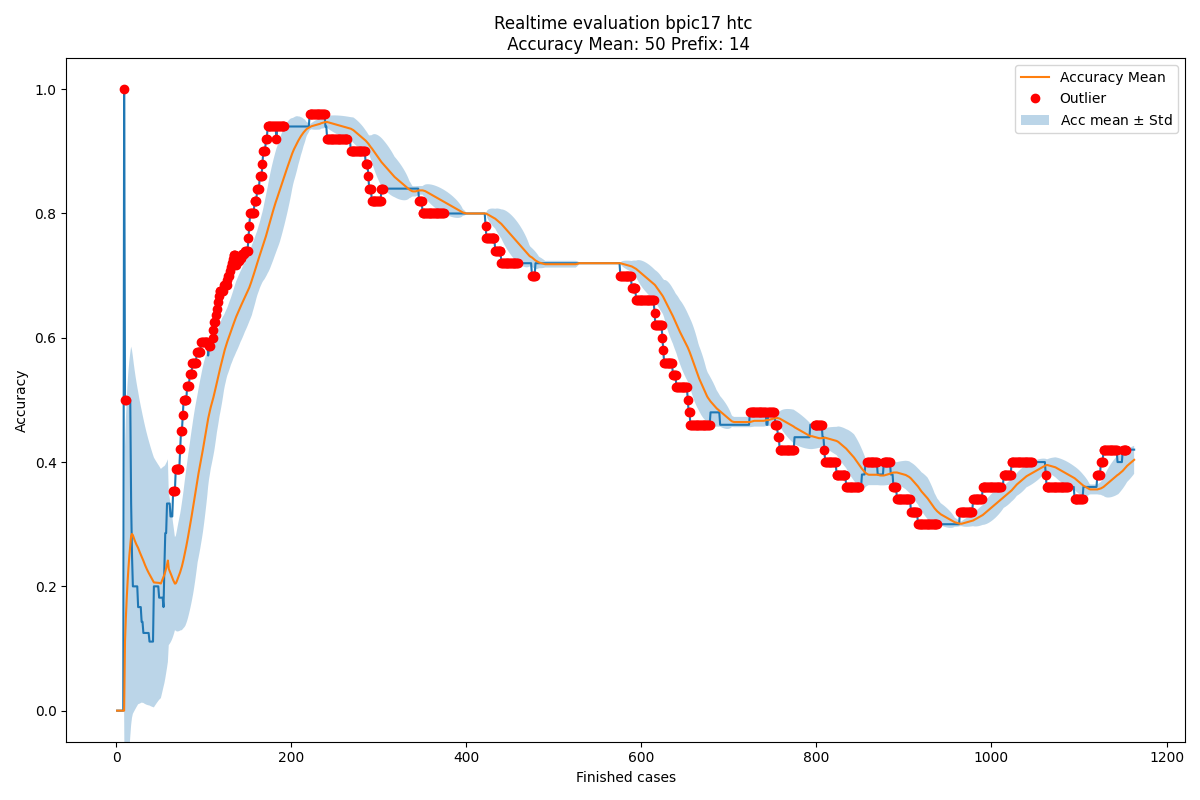 Realtime evaluation bpic17 htc
Accuracy Mean: 50 Prefix: 14
Accuracy Mean
Outlier
Acc mean ± Std
Accuracy
1.0
0.8
0.6
0.4
0.2
0.0
0 200 400 600 800 1000 1200
Finished cases